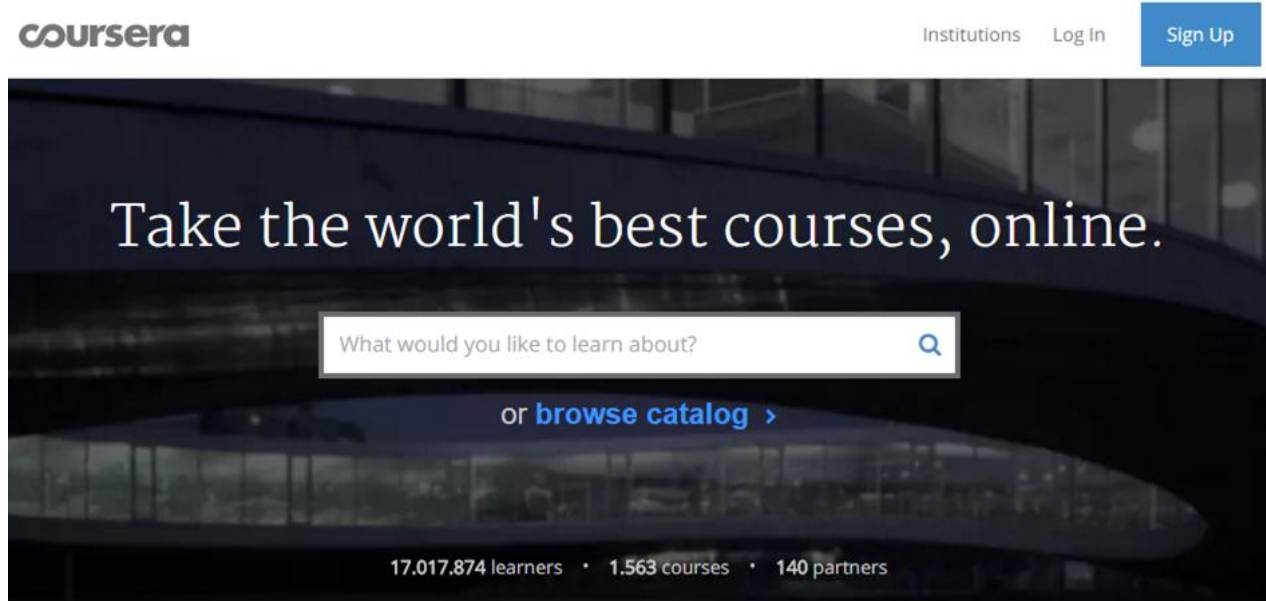 coursera
Institutions Log In Sign Up
Take the world's best courses, online.
What would you like to learn about?
or browse catalog >
17.017.874 learners • 1.563 courses • 140 partners